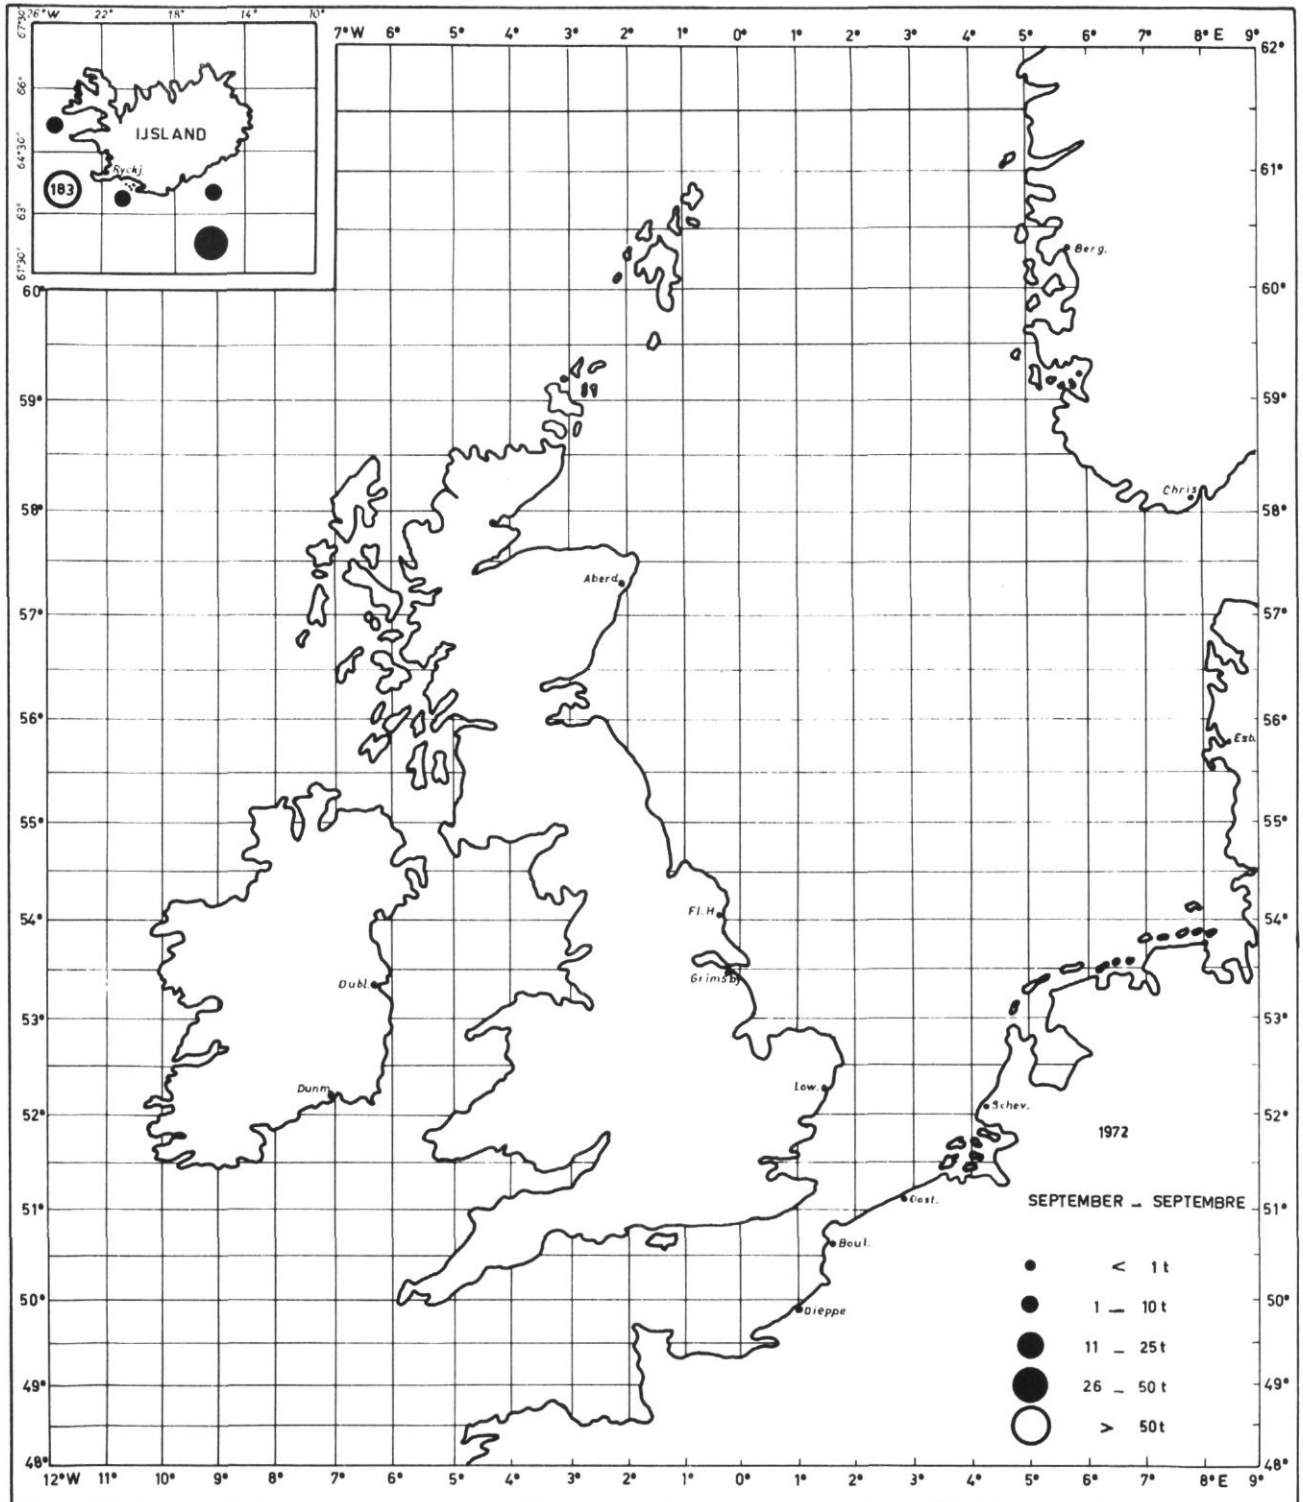 26°W 22° 18° 14° 10°
67°30'
66°
64°30'
63°
61°30'
IJSLAND
Ryckj.
183
7°W 6° 5° 4° 3° 2° 1° 0° 1° 2° 3° 4° 5° 6° 7° 8°E 9°
62°
61° 61°
Berg.
60° 60°
59° 59°
Chris
58° 58°
Aberd.
57° 57°
56° 56°
Esb.
55° 55°
54° 54°
Fl.H.
Grimsby
Dubl.
53° 53°
Dunm.
Low.
Schev.
52° 52°
1972
51° 51°
Oost.
SEPTEMBER – SEPTEMBRE
Boul.
< 1 t
50° 50°
Dieppe
1 – 10 t
11 – 25 t
49° 49°
26 – 50 t
> 50 t
48° 48°
12°W 11° 10° 9° 8° 7° 6° 5° 4° 3° 2° 1° 0° 1° 2° 3° 4° 5° 6° 7° 8°E 9°